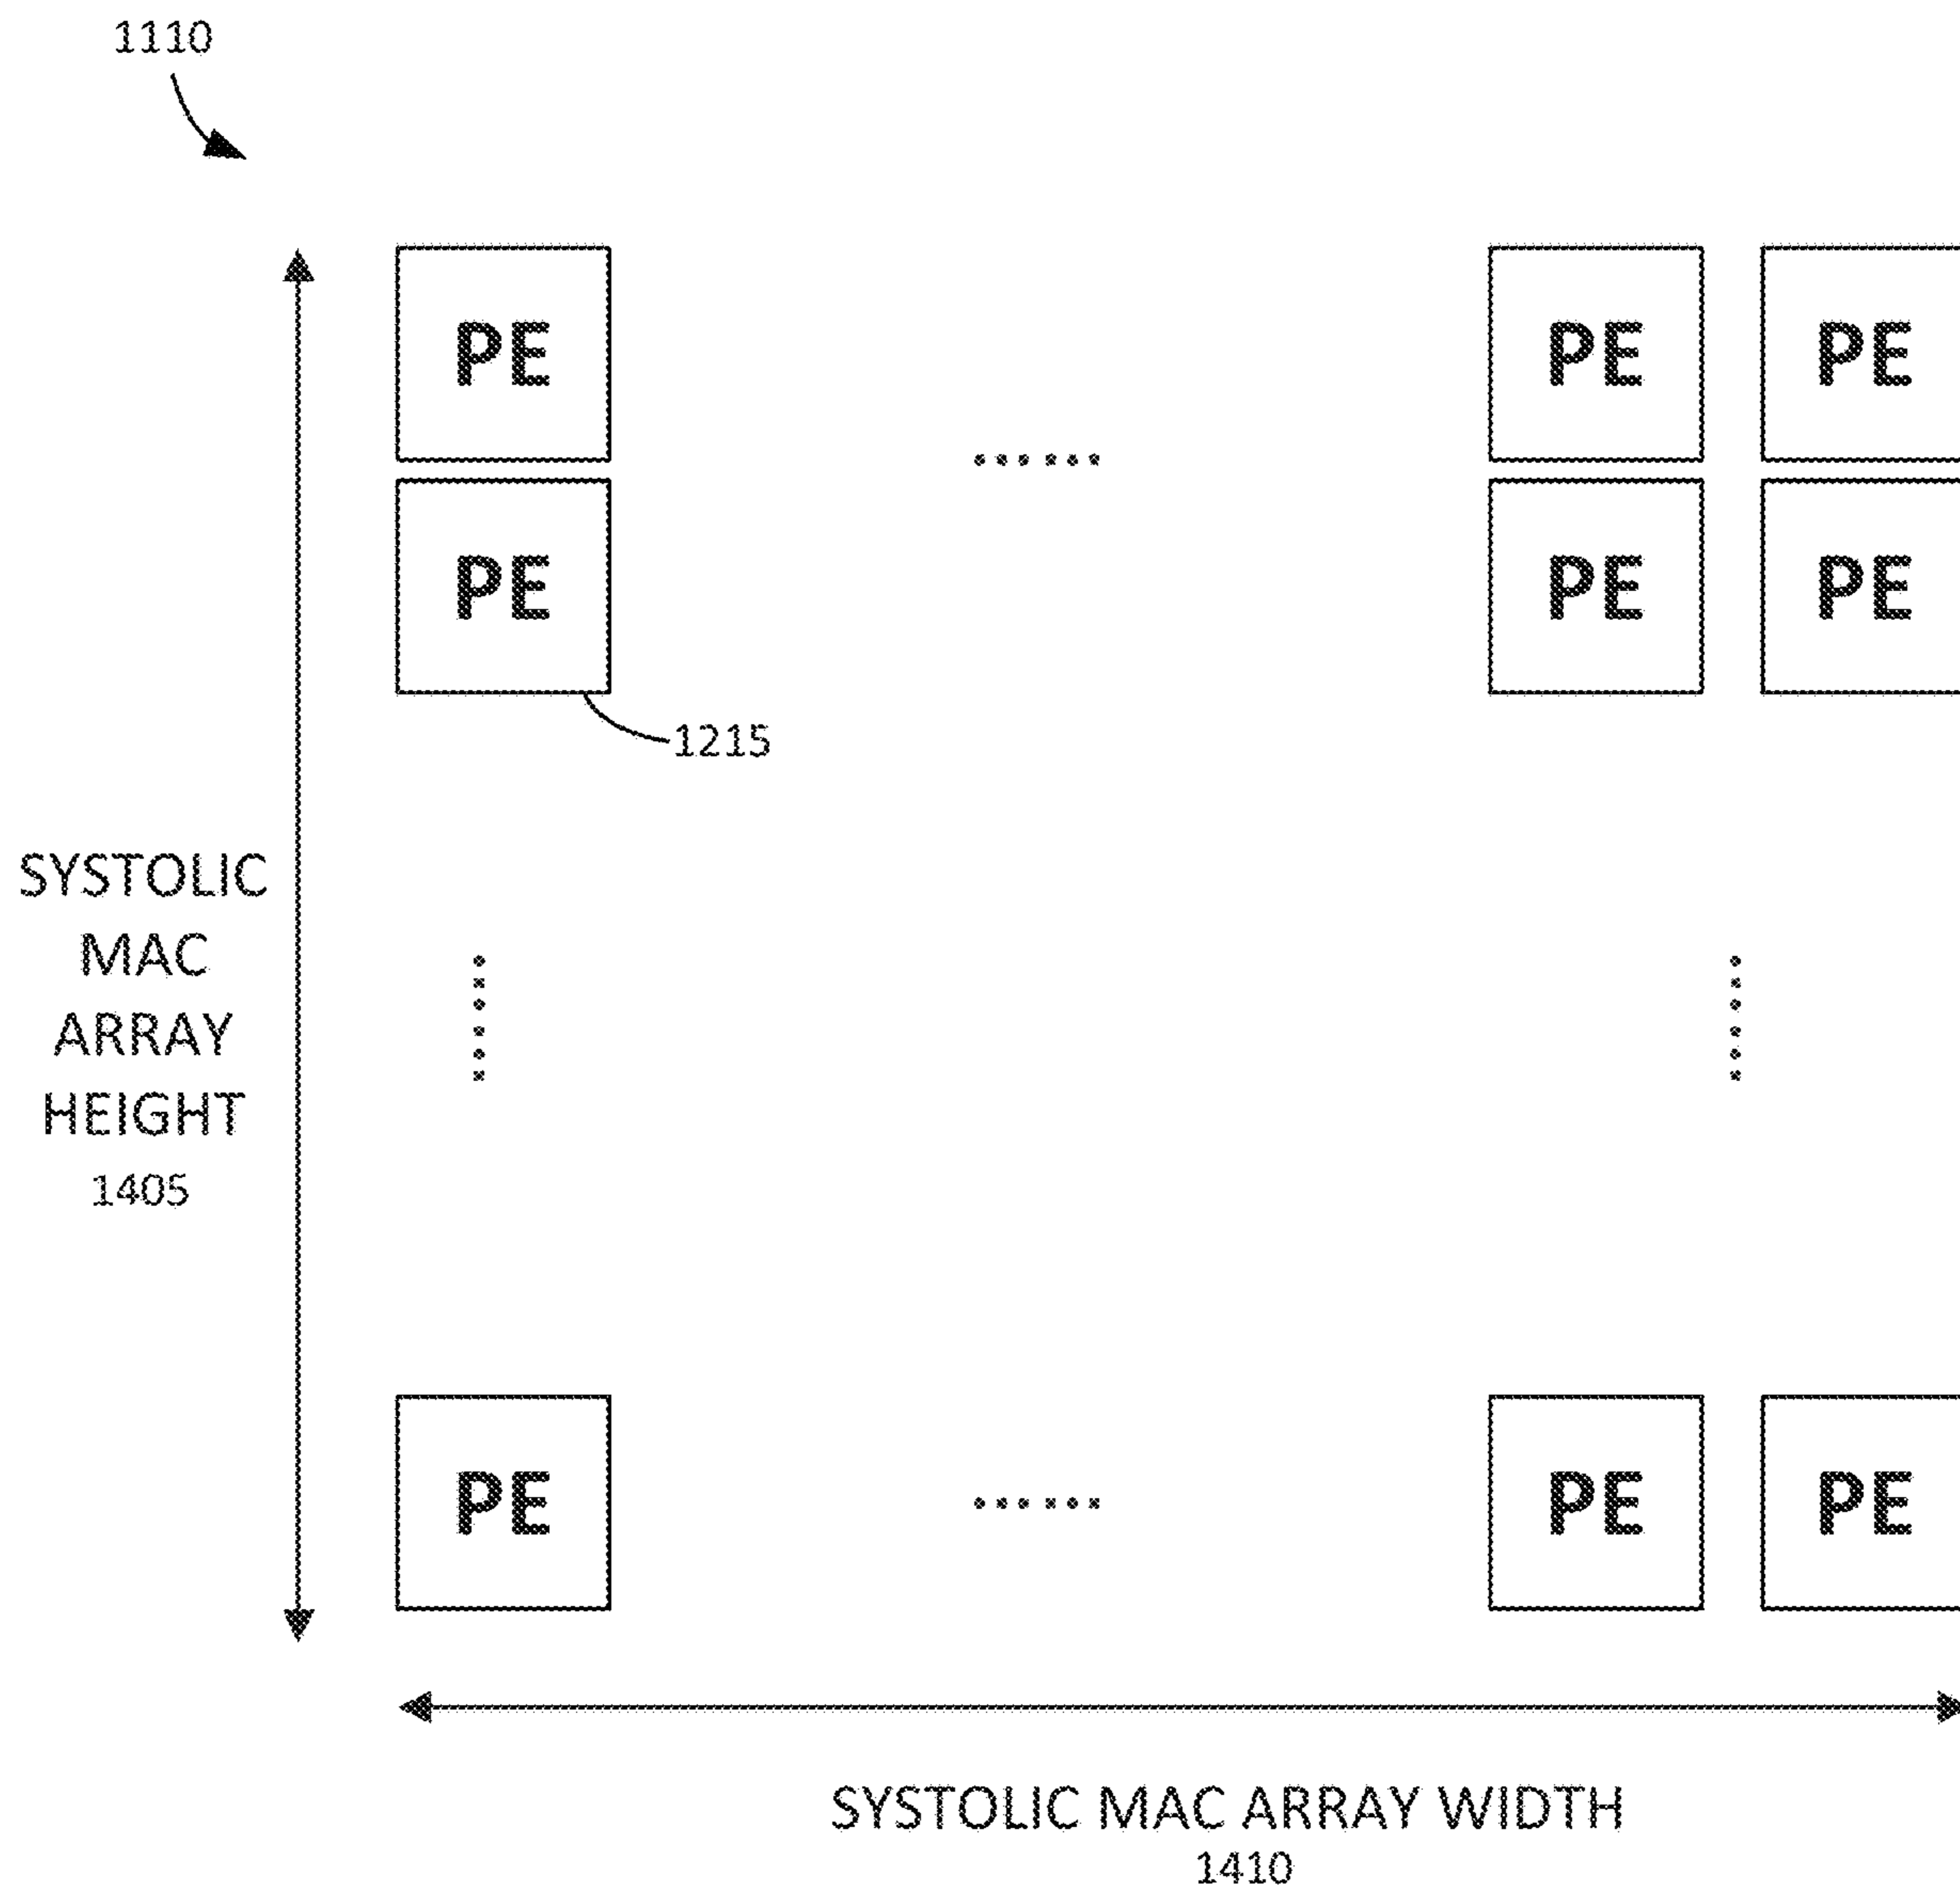 1110
PE PE PE
PE PE PE
1215
SYSTOLIC
MAC
ARRAY
HEIGHT
1405
PE PE PE
SYSTOLIC MAC ARRAY WIDTH
1410